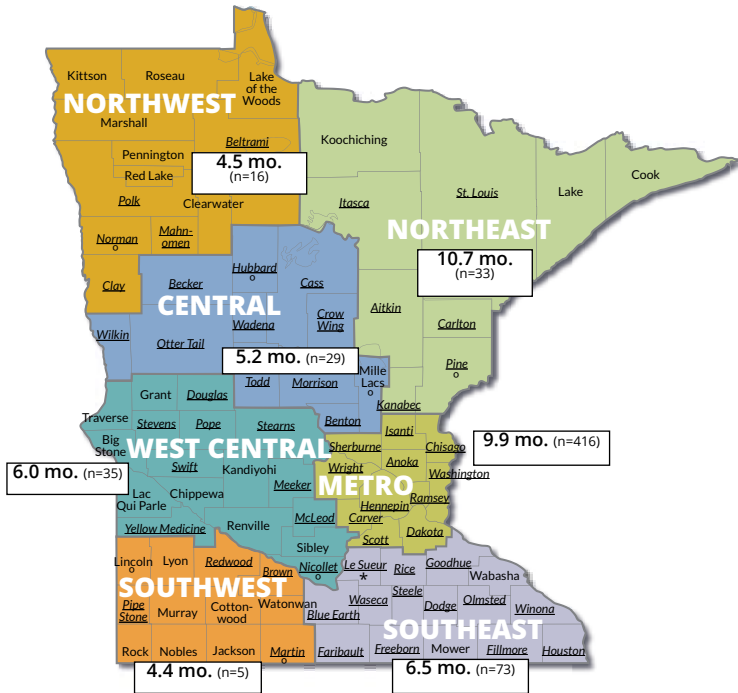 Kittson
Roseau
Lake
of the
Woods
NORTHWEST
Marshall
Beltrami
Pennington
Red Lake
4.5 mo.
(n=16)
Polk
Clearwater
Norman
Mahn-
omen
Clay
Koochiching
Itasca
St. Louis
Lake
Cook
NORTHEAST
10.7 mo.
(n=33)
Aitkin
Carlton
Pine
Kanabec
Hubbard
Becker
Cass
CENTRAL
Wilkin
Otter Tail
Wadena
Crow
Wing
5.2 mo. (n=29)
Mille
Lacs
Todd
Morrison
Benton
Grant
Douglas
Traverse
Stevens
Pope
Stearns
Big
Stone
WEST CENTRAL
6.0 mo. (n=35)
Swift
Kandiyohi
Meeker
Lac
Qui Parle
Chippewa
McLeod
Yellow Medicine
Renville
Sibley
Nicollet
Isanti
Sherburne
Chisago
9.9 mo. (n=416)
Wright
Anoka
Washington
METRO
Hennepin
Ramsey
Carver
Scott
Dakota
Lincoln
Lyon
Redwood
Brown
SOUTHWEST
Pipe
Stone
Murray
Cotton-
wood
Watonwan
Rock
Nobles
Jackson
Martin
4.4 mo. (n=5)
Le Sueur
*
Rice
Goodhue
Wabasha
Waseca
Steele
Blue Earth
Dodge
Olmsted
Winona
SOUTHEAST
Faribault
Freeborn
Mower
Fillmore
Houston
6.5 mo. (n=73)